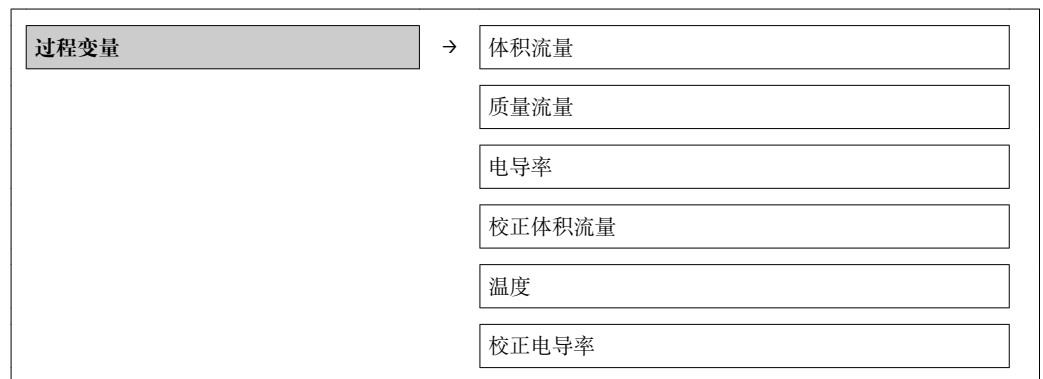 过程变量 → 体积流量
质量流量
电导率
校正体积流量
温度
校正电导率